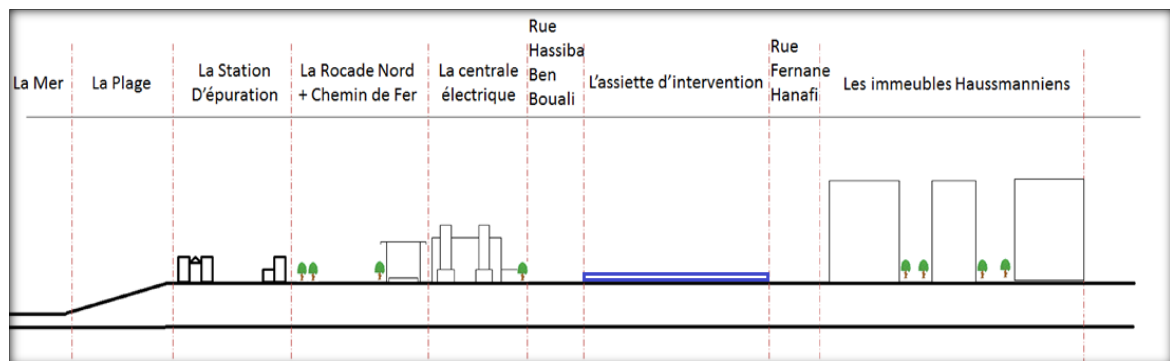 La Mer
La Plage
La Station
D'épuration
La Rocade Nord
+ Chemin de Fer
La centrale
électrique
Rue
Hassiba
Ben
Bouali
L'assiette d'intervention
Rue
Fernane
Hanafi
Les immeubles Haussmanniens